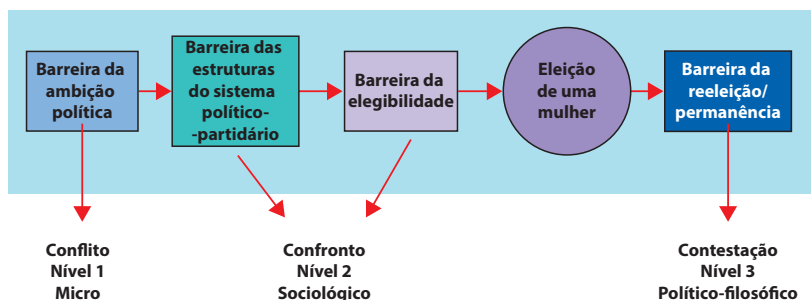 Barreira da
ambição
política
Barreira das
estruturas
do sistema
político-
-partidário
Barreira da
elegibilidade
Eleição
de uma
mulher
Barreira da
reeleição/
permanência
Conflito
Nível 1
Micro
Confronto
Nível 2
Sociológico
Contestação
Nível 3
Político-filosófico